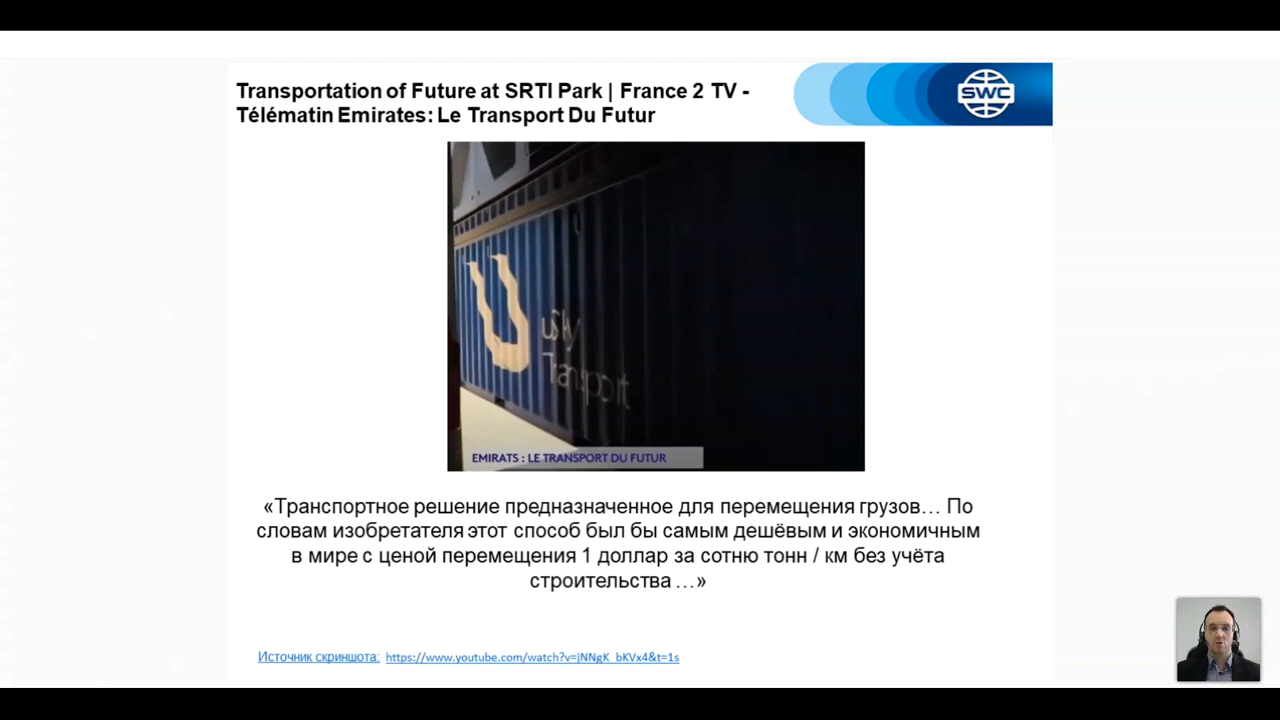 Transportation of Future at SRTI Park | France 2 TV -
Télématin Emirates: Le Transport Du Futur
SWC
U
uSky
Transport
EMIRATS : LE TRANSPORT DU FUTUR
«Транспортное решение предназначенное для перемещения грузов… По
словам изобретателя этот способ был бы самым дешёвым и экономичным
в мире с ценой перемещения 1 доллар за сотню тонн / км без учёта
строительства …»
Источник скриншота: https://www.youtube.com/watch?v=jNNgK_bKVx4&t=1s